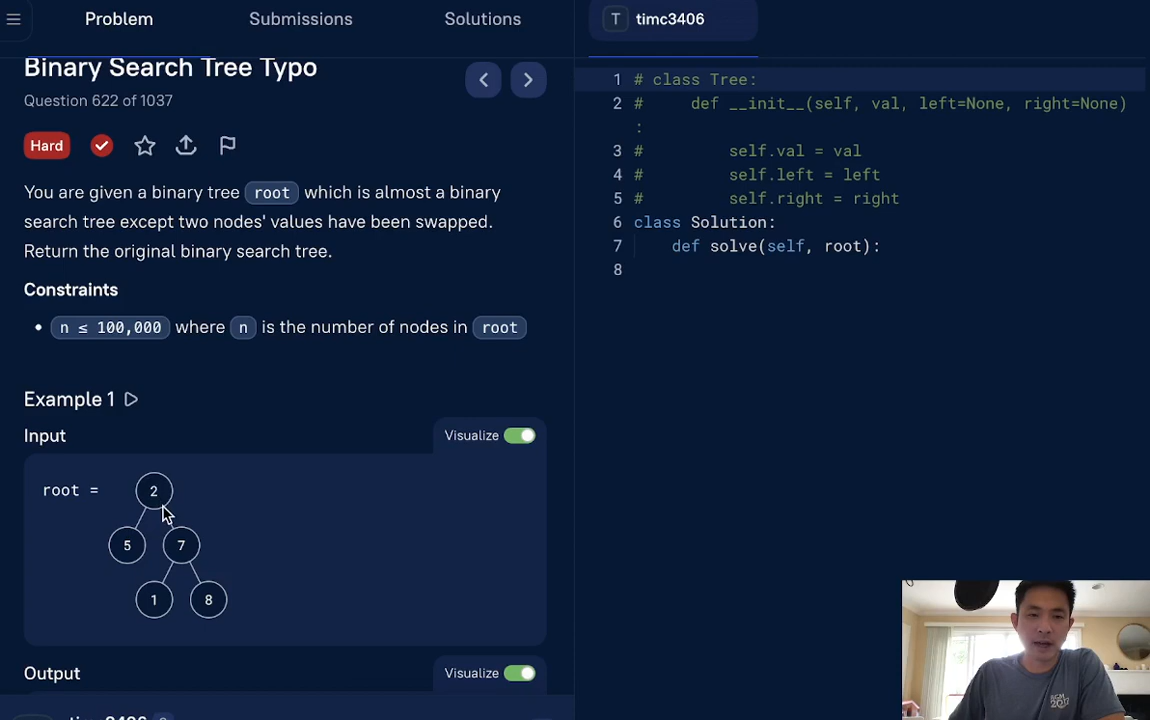 Problem
Submissions
Solutions
T timc3406
Binary Search Tree Typo
Question 622 of 1037
Hard
You are given a binary tree root which is almost a binary
search tree except two nodes' values have been swapped.
Return the original binary search tree.
Constraints
• n ≤ 100,000 where n is the number of nodes in root
Example 1
Input
Visualize
root =
2
5 7
1 8
Output
Visualize
1 # class Tree:
2 #     def __init__(self, val, left=None, right=None)
:
3 #         self.val = val
4 #         self.left = left
5 #         self.right = right
6 class Solution:
7     def solve(self, root):
8